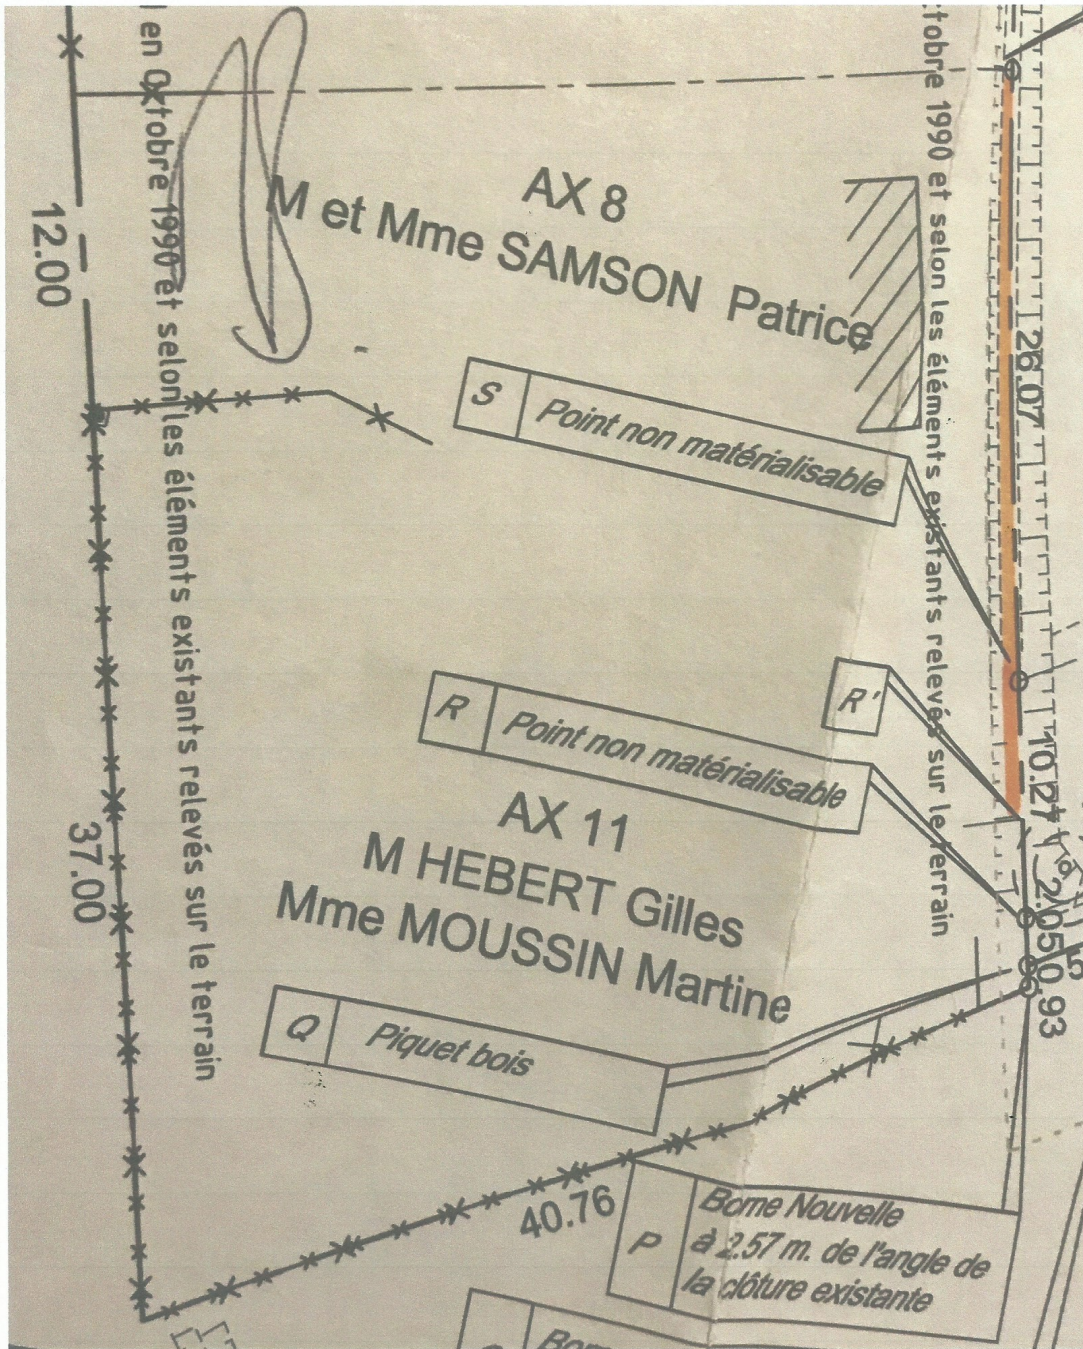 en Octobre 1990 et selon les éléments existants relevés sur le terrain
ctobre 1990 et selon les éléments existants relevés sur le terrain
12.00
AX 8
M et Mme SAMSON Patrice
26.07
S Point non matérialisable
R'
R Point non matérialisable
10.27
AX 11
M HEBERT Gilles
Mme MOUSSIN Martine
37.00
2.05
0.93
Q Piquet bois
40.76
P Borne Nouvelle
à 2.57 m. de l'angle de
la clôture existante